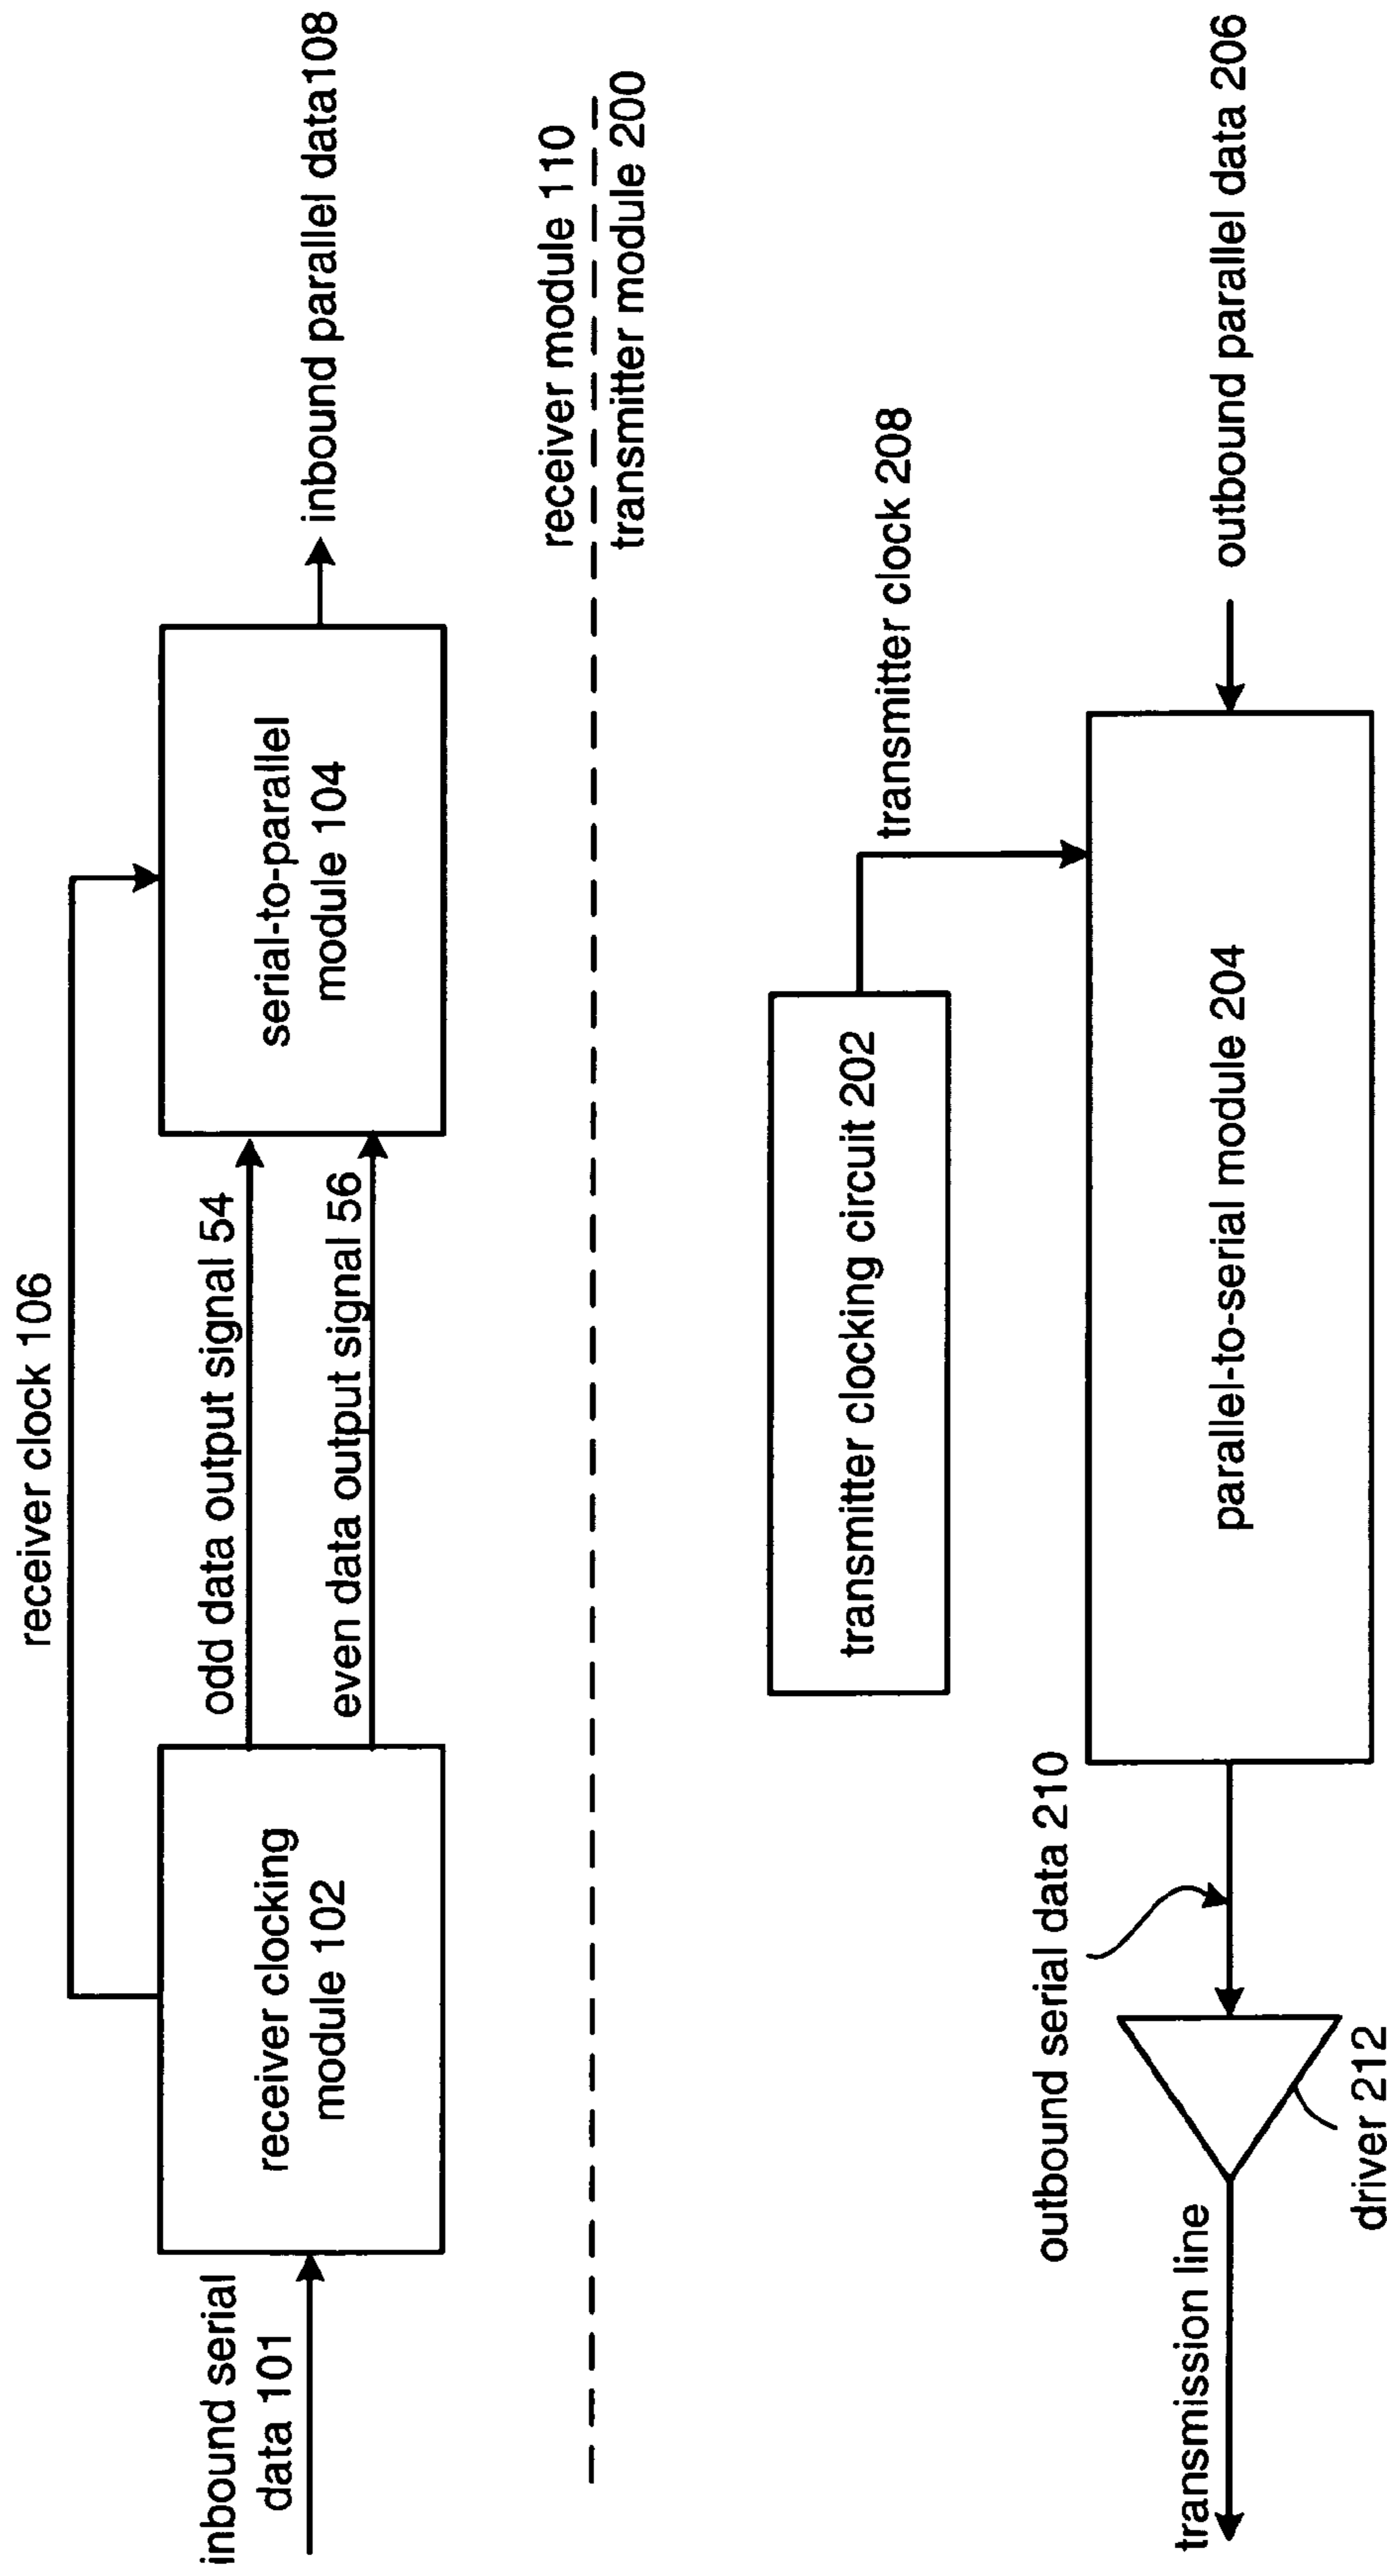 receiver clock 106
inbound serial
data 101
receiver clocking
module 102
odd data output signal 54
even data output signal 56
serial-to-parallel
module 104
inbound parallel data108
receiver module 110
transmitter module 200
transmitter clocking circuit 202
transmitter clock 208
transmission line
driver 212
outbound serial data 210
parallel-to-serial module 204
outbound parallel data 206